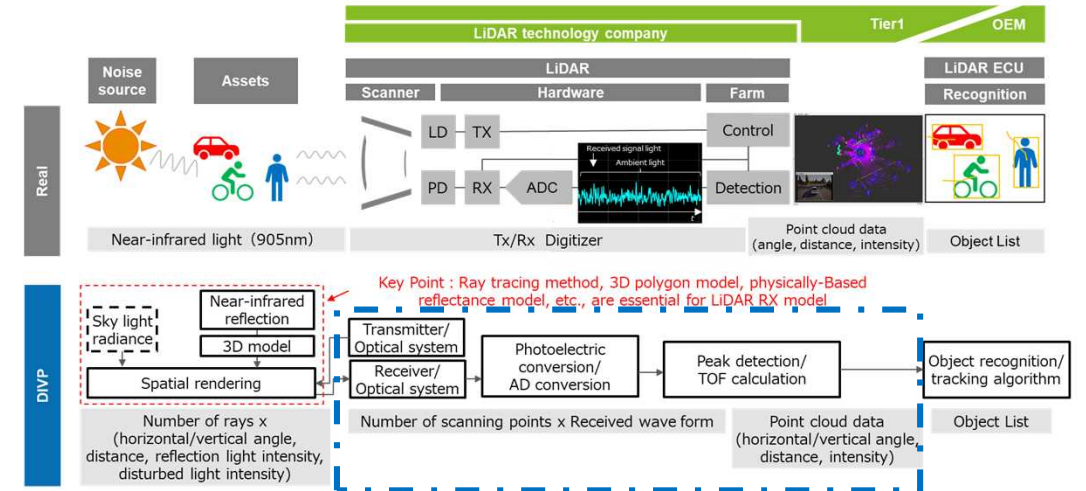 Tier1
OEM
LiDAR technology company
Noise
source
Assets
LiDAR
Scanner
Hardware
Farm
LiDAR ECU
Recognition
Real
LD
TX
Control
Received signal light
Ambient light
PD
RX
ADC
t
Detection
Near-infrared light (905nm)
Tx/Rx Digitizer
Point cloud data
(angle, distance, intensity)
Object List
Key Point : Ray tracing method, 3D polygon model, physically-Based
reflectance model, etc., are essential for LiDAR RX model
DIVP
Sky light
radiance
Near-infrared
reflection
3D model
Spatial rendering
Transmitter/
Optical system
Receiver/
Optical system
Photoelectric
conversion/
AD conversion
Peak detection/
TOF calculation
Object recognition/
tracking algorithm
Number of rays x
(horizontal/vertical angle,
distance, reflection light intensity,
disturbed light intensity)
Number of scanning points x Received wave form
Point cloud data
(horizontal/vertical angle,
distance, intensity)
Object List